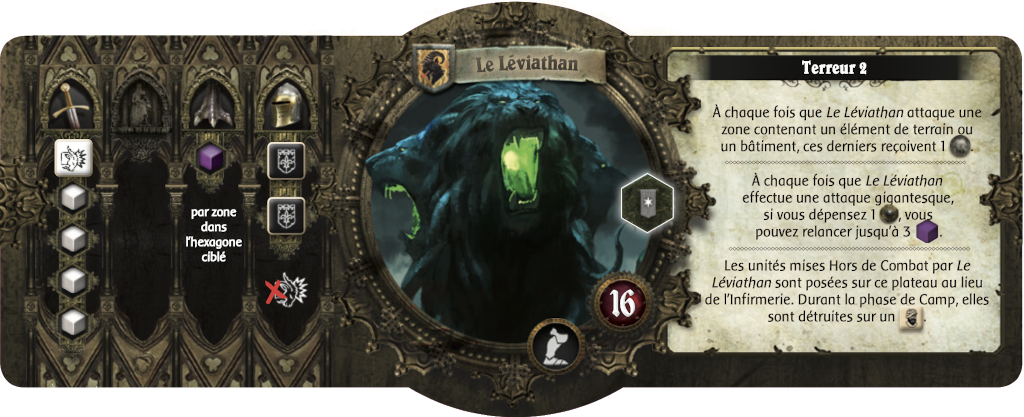 Le Léviathan
Terreur 2
par zone
dans
l'hexagone
ciblé
À chaque fois que Le Léviathan attaque une
zone contenant un élément de terrain ou
un bâtiment, ces derniers reçoivent 1 .
À chaque fois que Le Léviathan
effectue une attaque gigantesque,
si vous dépensez 1 , vous
pouvez relancer jusqu'à 3 .
Les unités mises Hors de Combat par Le
Léviathan sont posées sur ce plateau au lieu
de l'Infirmerie. Durant la phase de Camp, elles
sont détruites sur un .
16